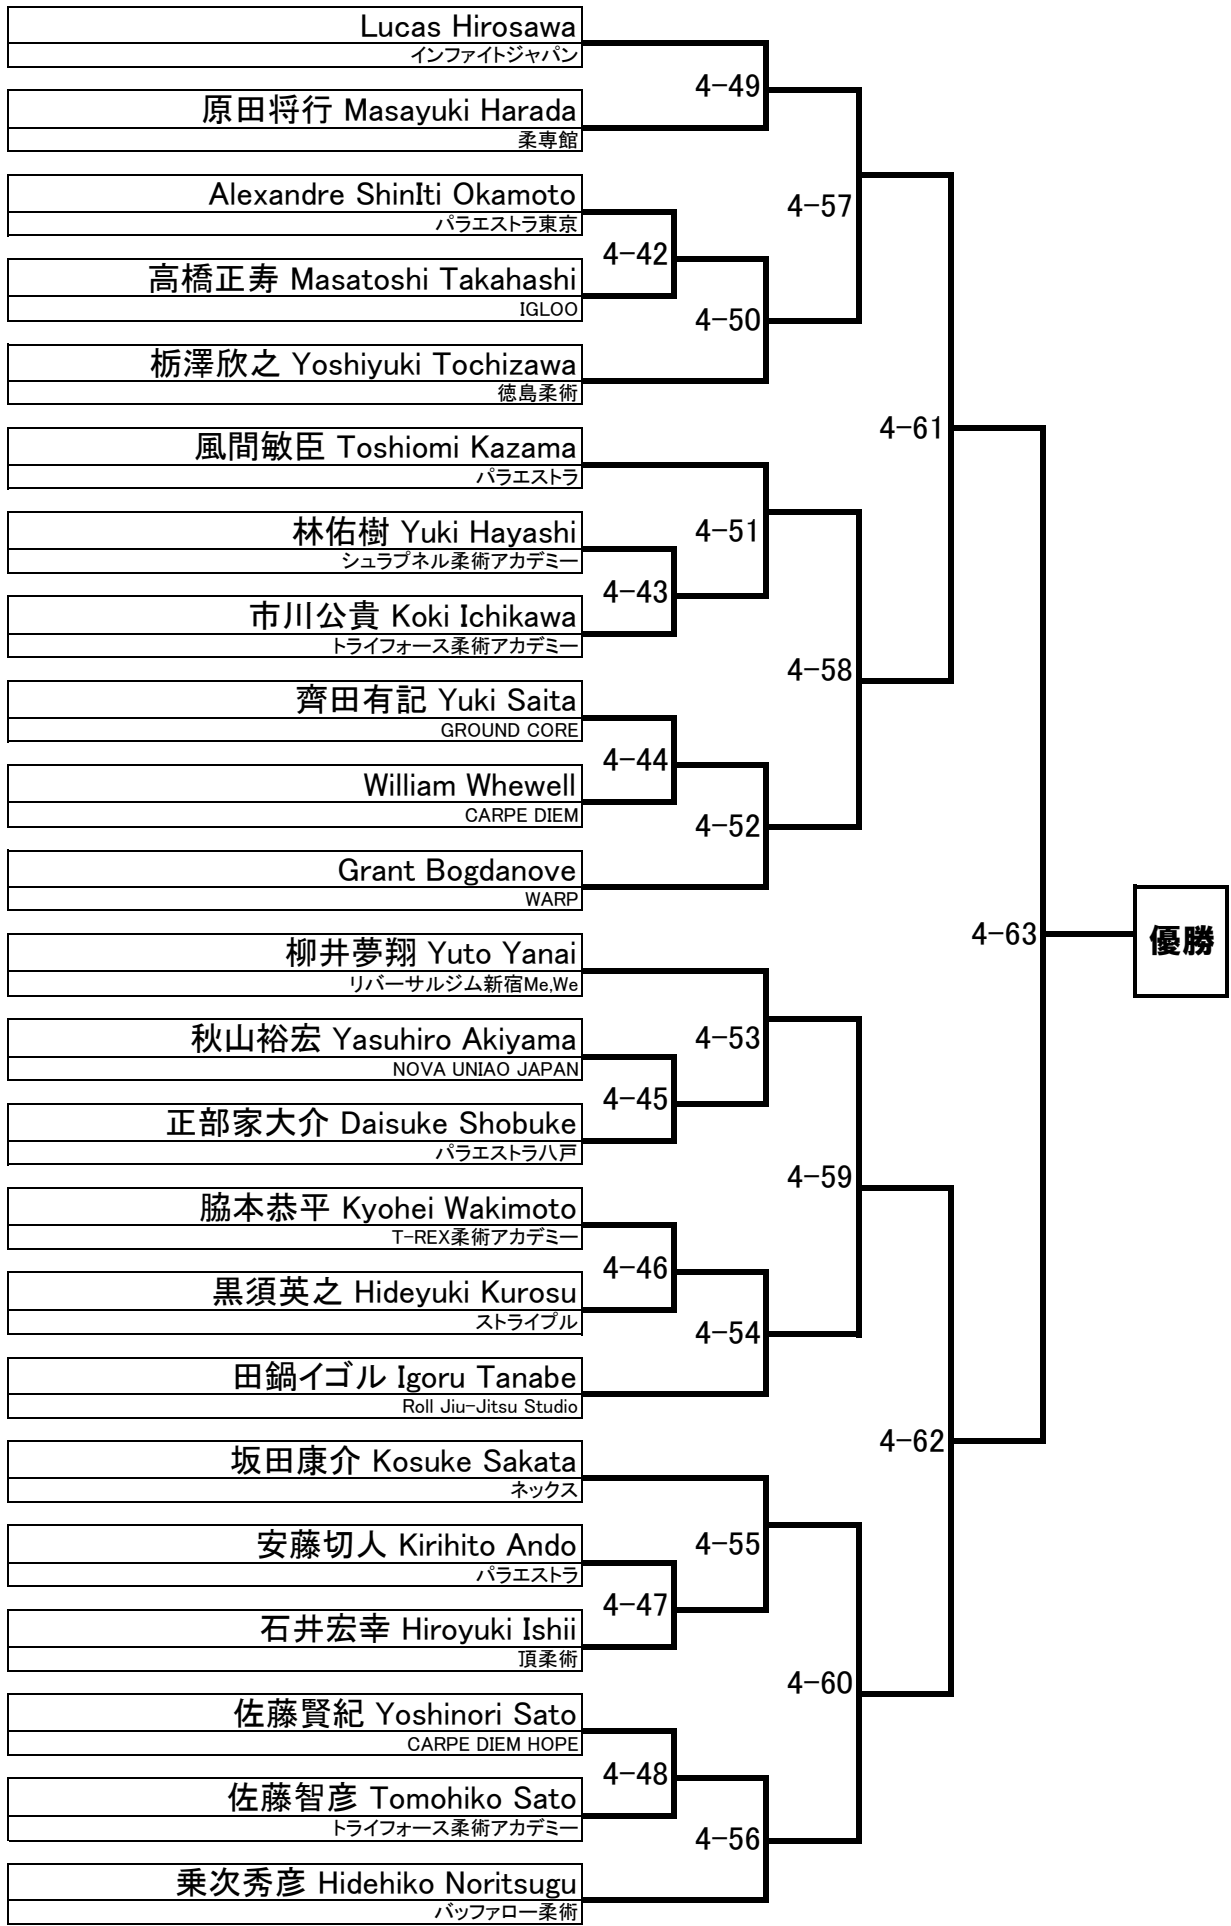 Lucas Hirosawa
インファイトジャパン
4-49
原田将行 Masayuki Harada
柔専館
Alexandre ShinIti Okamoto
パラエストラ東京
4-57
4-42
高橋正寿 Masatoshi Takahashi
IGLOO
4-50
栃澤欣之 Yoshiyuki Tochizawa
徳島柔術
4-61
風間敏臣 Toshiomi Kazama
パラエストラ
林佑樹 Yuki Hayashi
シュラプネル柔術アカデミー
4-51
4-43
市川公貴 Koki Ichikawa
トライフォース柔術アカデミー
4-58
齊田有記 Yuki Saita
GROUND CORE
4-44
William Whewell
CARPE DIEM
4-52
Grant Bogdanove
WARP
4-63
優勝
柳井夢翔 Yuto Yanai
リバーサルジム新宿Me,We
秋山裕宏 Yasuhiro Akiyama
NOVA UNIAO JAPAN
4-53
4-45
正部家大介 Daisuke Shobuke
パラエストラ八戸
4-59
脇本恭平 Kyohei Wakimoto
T-REX柔術アカデミー
4-46
黒須英之 Hideyuki Kurosu
ストライプル
4-54
田鍋イゴル Igoru Tanabe
Roll Jiu-Jitsu Studio
4-62
坂田康介 Kosuke Sakata
ネックス
安藤切人 Kirihito Ando
パラエストラ
4-55
4-47
石井宏幸 Hiroyuki Ishii
頂柔術
4-60
佐藤賢紀 Yoshinori Sato
CARPE DIEM HOPE
4-48
佐藤智彦 Tomohiko Sato
トライフォース柔術アカデミー
4-56
乗次秀彦 Hidehiko Noritsugu
バッファロー柔術